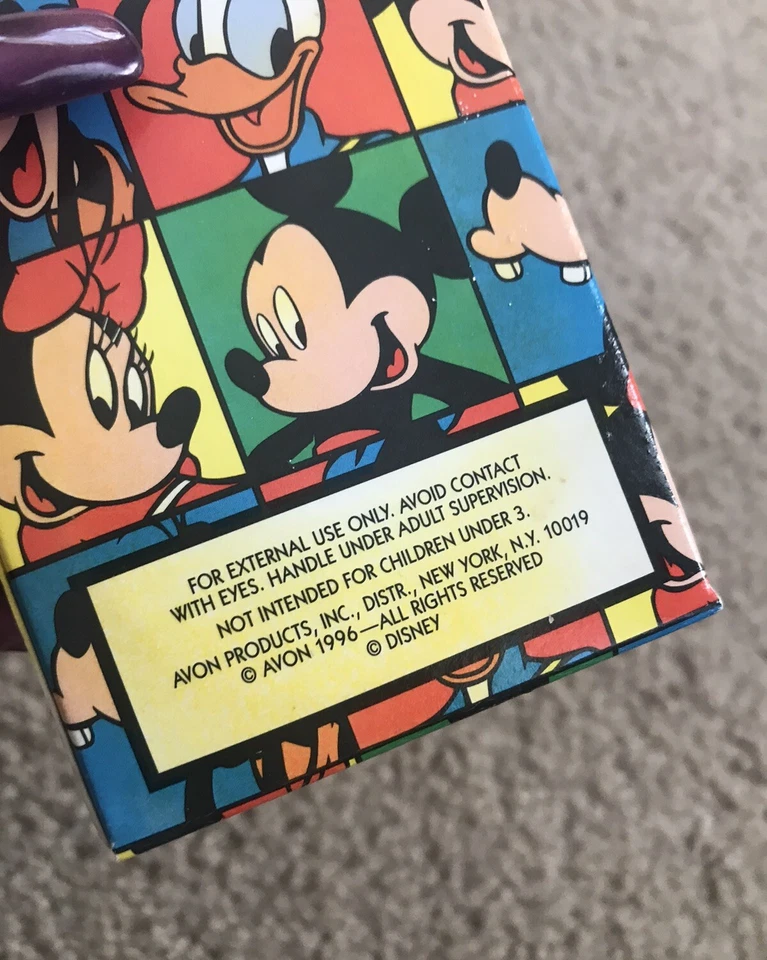 FOR EXTERNAL USE ONLY. AVOID CONTACT
WITH EYES. HANDLE UNDER ADULT SUPERVISION.
NOT INTENDED FOR CHILDREN UNDER 3.
AVON PRODUCTS, INC., DISTR., NEW YORK, N.Y. 10019
© AVON 1996—ALL RIGHTS RESERVED
© DISNEY